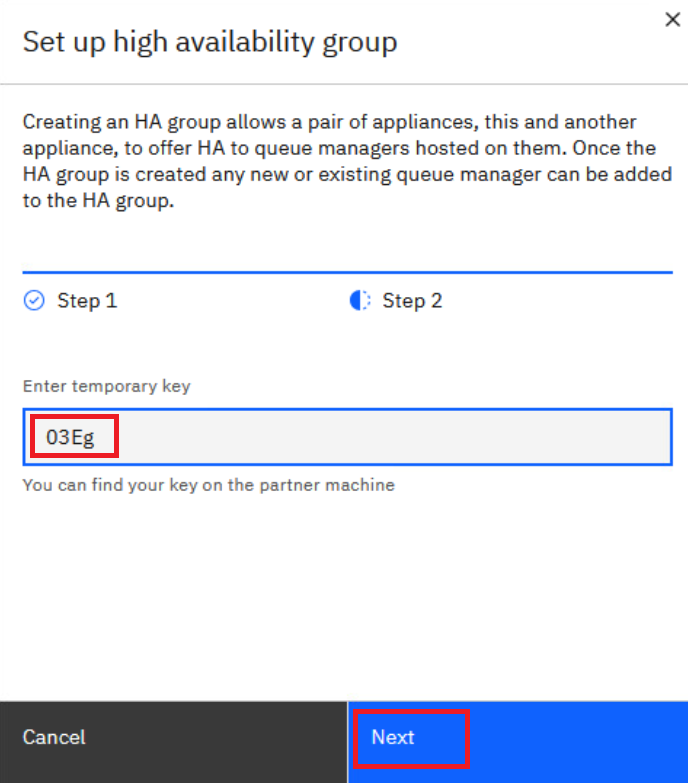 Set up high availability group
Creating an HA group allows a pair of appliances, this and another
appliance, to offer HA to queue managers hosted on them. Once the
HA group is created any new or existing queue manager can be added
to the HA group.
Step 1
Step 2
Enter temporary key
03Eg
You can find your key on the partner machine
Cancel
Next